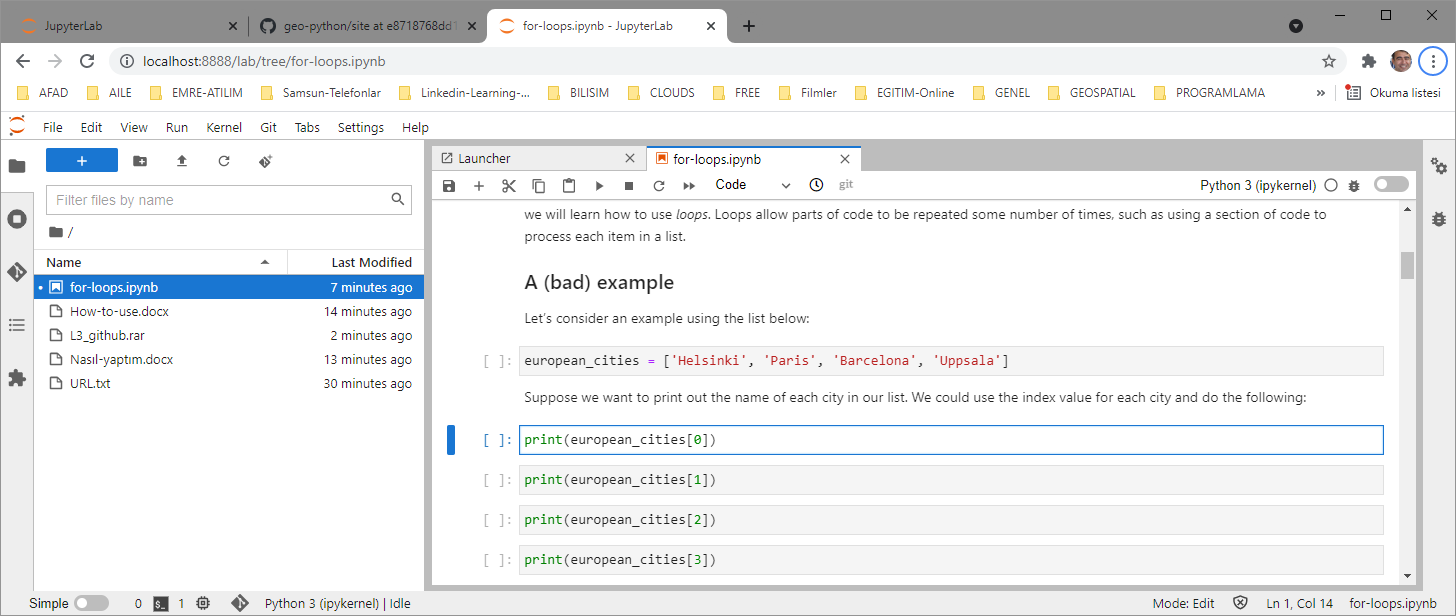 JupyterLab
geo-python/site at e8718768dd
for-loops.ipynb - JupyterLab
localhost:8888/lab/tree/for-loops.ipynb
AFAD AILE EMRE-ATILIM Samsun-Telefonlar Linkedin-Learning-... BILISIM CLOUDS FREE Filmler EGITIM-Online GENEL GEOSPATIAL PROGRAMLAMA » Okuma listesi
File Edit View Run Kernel Git Tabs Settings Help
Filter files by name
/
Name Last Modified
for-loops.ipynb 7 minutes ago
How-to-use.docx 14 minutes ago
L3_github.rar 2 minutes ago
Nasıl-yaptım.docx 13 minutes ago
URL.txt 30 minutes ago
Launcher
for-loops.ipynb
Code git Python 3 (ipykernel)
we will learn how to use loops. Loops allow parts of code to be repeated some number of times, such as using a section of code to
process each item in a list.
A (bad) example
Let's consider an example using the list below:
[ ]: european_cities = ['Helsinki', 'Paris', 'Barcelona', 'Uppsala']
Suppose we want to print out the name of each city in our list. We could use the index value for each city and do the following:
[ ]: print(european_cities[0])
[ ]: print(european_cities[1])
[ ]: print(european_cities[2])
[ ]: print(european_cities[3])
Simple 0 $_ 1 Python 3 (ipykernel) | Idle Mode: Edit Ln 1, Col 14 for-loops.ipynb